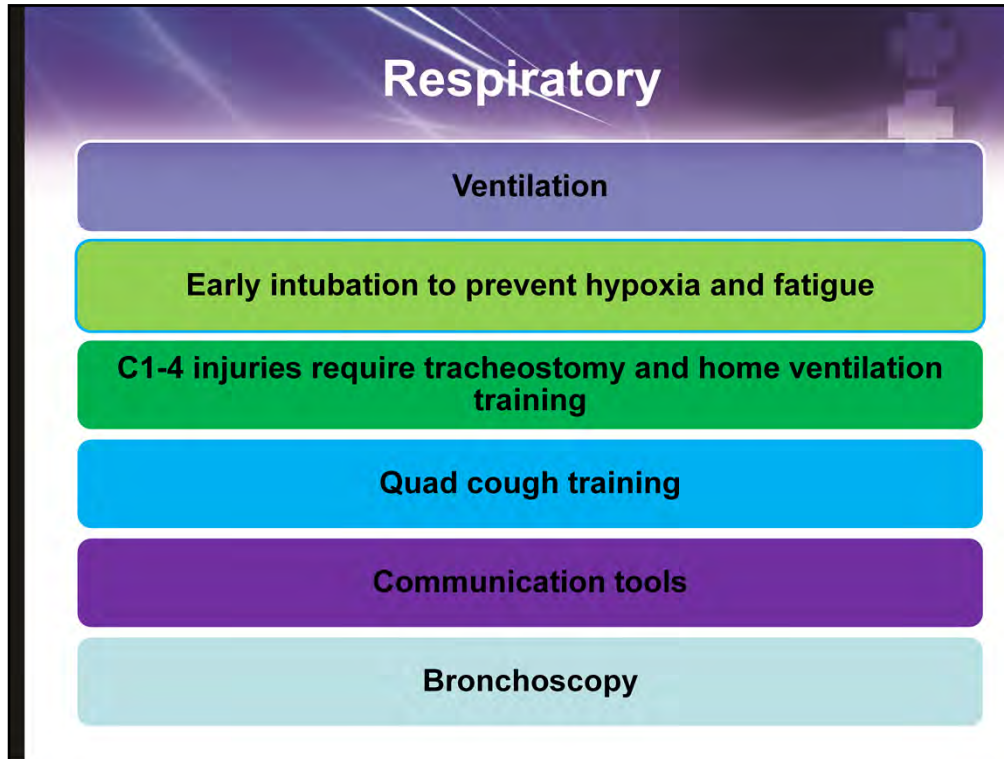 Respiratory
Ventilation
Early intubation to prevent hypoxia and fatigue
C1-4 injuries require tracheostomy and home ventilation
training
Quad cough training
Communication tools
Bronchoscopy